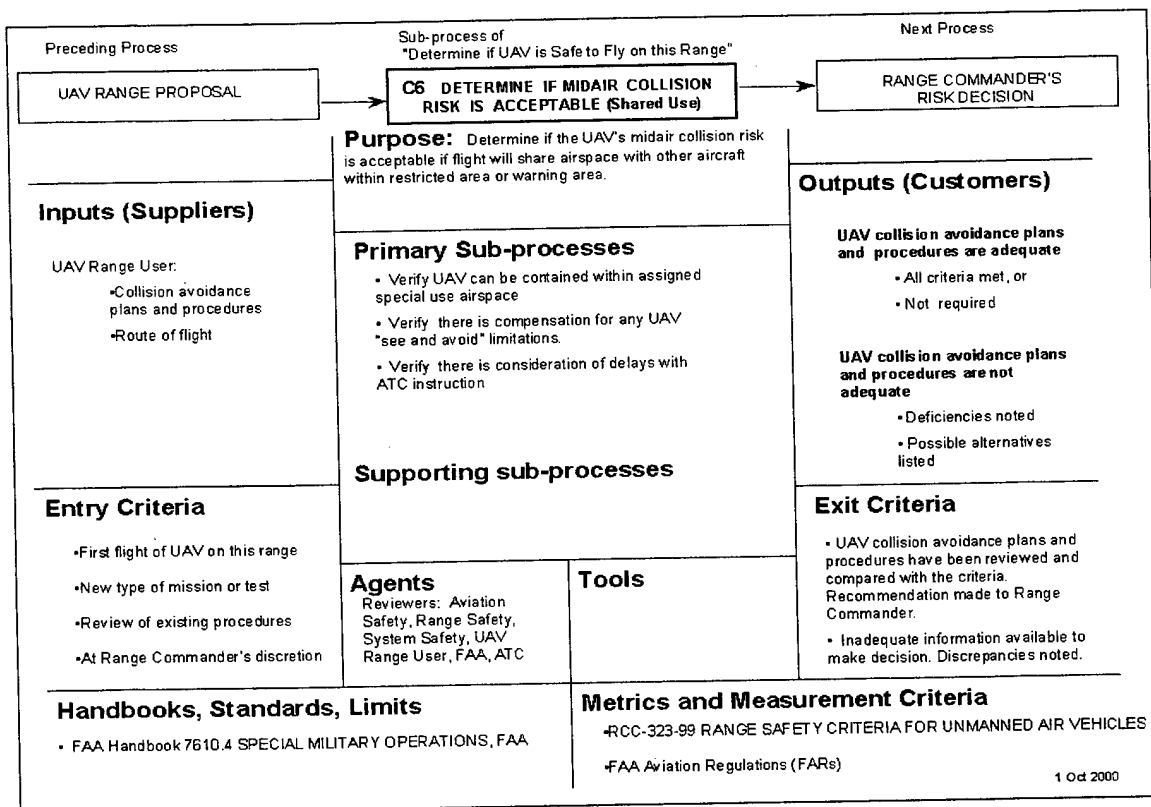 Preceding Process
Sub-process of
"Determine if UAV is Safe to Fly on this Range"
Next Process
UAV RANGE PROPOSAL
C6 DETERMINE IF MIDAIR COLLISION
RISK IS ACCEPTABLE (Shared Use)
RANGE COMMANDER'S
RISK DECISION
Purpose: Determine if the UAV's midair collision risk
is acceptable if flight will share airspace with other aircraft
within restricted area or warning area.
Inputs (Suppliers)
UAV Range User:
•Collision avoidance
plans and procedures
•Route of flight
Primary Sub-processes
• Verify UAV can be contained within assigned
special use airspace
• Verify there is compensation for any UAV
"see and avoid" limitations.
• Verify there is consideration of delays with
ATC instruction
Supporting sub-processes
Outputs (Customers)
UAV collision avoidance plans
and procedures are adequate
• All criteria met, or
• Not required
UAV collision avoidance plans
and procedures are not
adequate
• Deficiencies noted
• Possible alternatives
listed
Entry Criteria
•First flight of UAV on this range
•New type of mission or test
•Review of existing procedures
•At Range Commander's discretion
Agents
Reviewers: Aviation
Safety, Range Safety,
System Safety, UAV
Range User, FAA, ATC
Tools
Exit Criteria
• UAV collision avoidance plans and
procedures have been reviewed and
compared with the criteria.
Recommendation made to Range
Commander.
• Inadequate information available to
make decision. Discrepancies noted.
Handbooks, Standards, Limits
• FAA Handbook 7610.4 SPECIAL MILITARY OPERATIONS, FAA
Metrics and Measurement Criteria
•RCC-323-99 RANGE SAFETY CRITERIA FOR UNMANNED AIR VEHICLES
•FAA Aviation Regulations (FARs)
1 Oct 2000